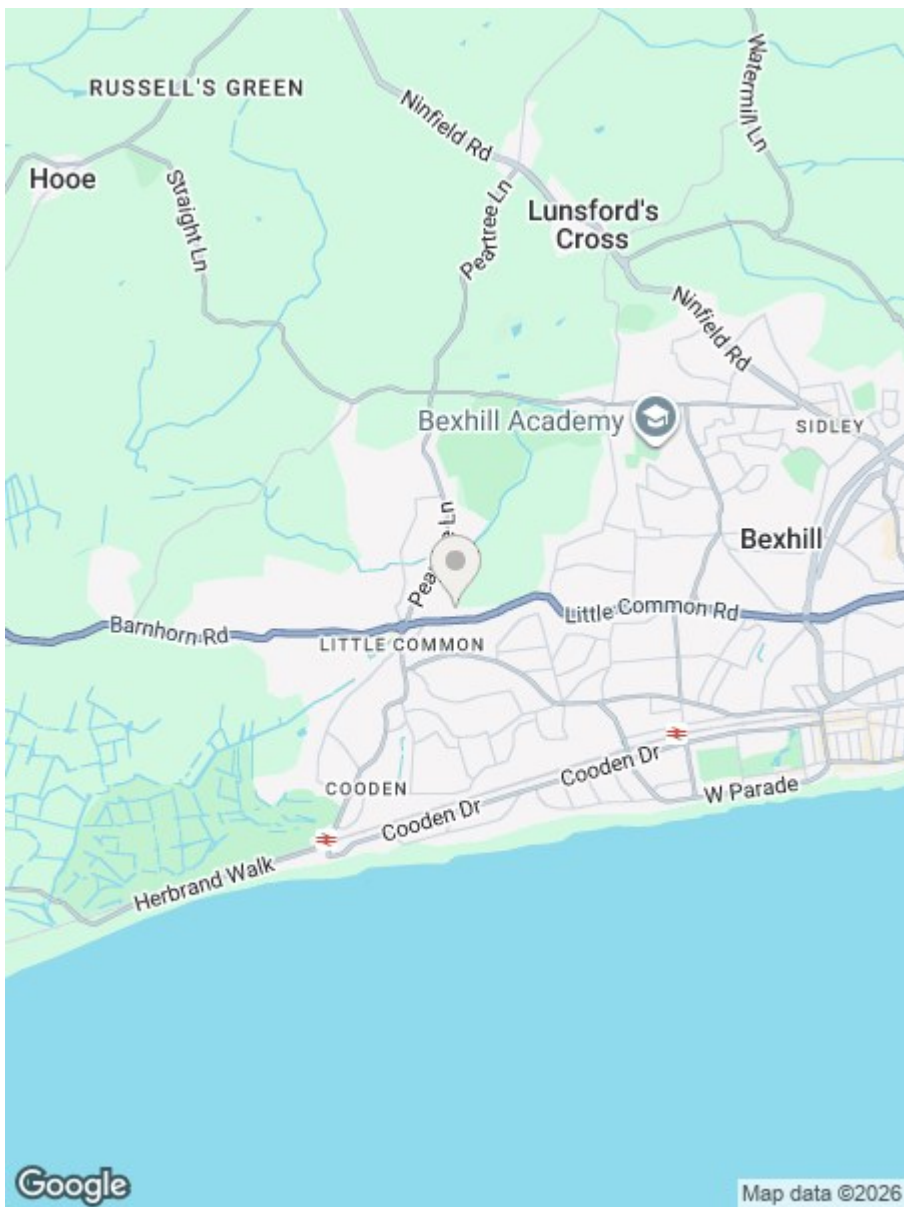 RUSSELL'S GREEN
Ninfield Rd
Watermill Ln
Hooe
Straight Ln
Peartree Ln
Lunsford's
Cross
Ninfield Rd
Bexhill Academy
SIDLEY
Peartree Ln
Bexhill
Barnhorn Rd
Little Common Rd
LITTLE COMMON
COODEN
Cooden Dr
Cooden Dr
W Parade
Herbrand Walk
Google
Map data ©2026